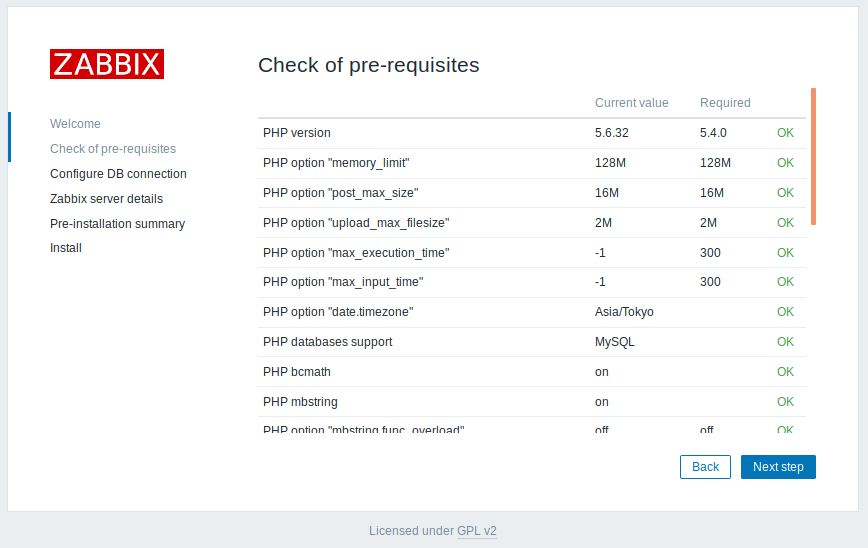 ZABBIX
Welcome
Check of pre-requisites
Configure DB connection
Zabbix server details
Pre-installation summary
Install
Check of pre-requisites
Current value Required
PHP version 5.6.32 5.4.0 OK
PHP option "memory_limit" 128M 128M OK
PHP option "post_max_size" 16M 16M OK
PHP option "upload_max_filesize" 2M 2M OK
PHP option "max_execution_time" -1 300 OK
PHP option "max_input_time" -1 300 OK
PHP option "date.timezone" Asia/Tokyo OK
PHP databases support MySQL OK
PHP bcmath on OK
PHP mbstring on OK
PHP option "mbstring.func_overload" off off OK
Back Next step
Licensed under GPL v2